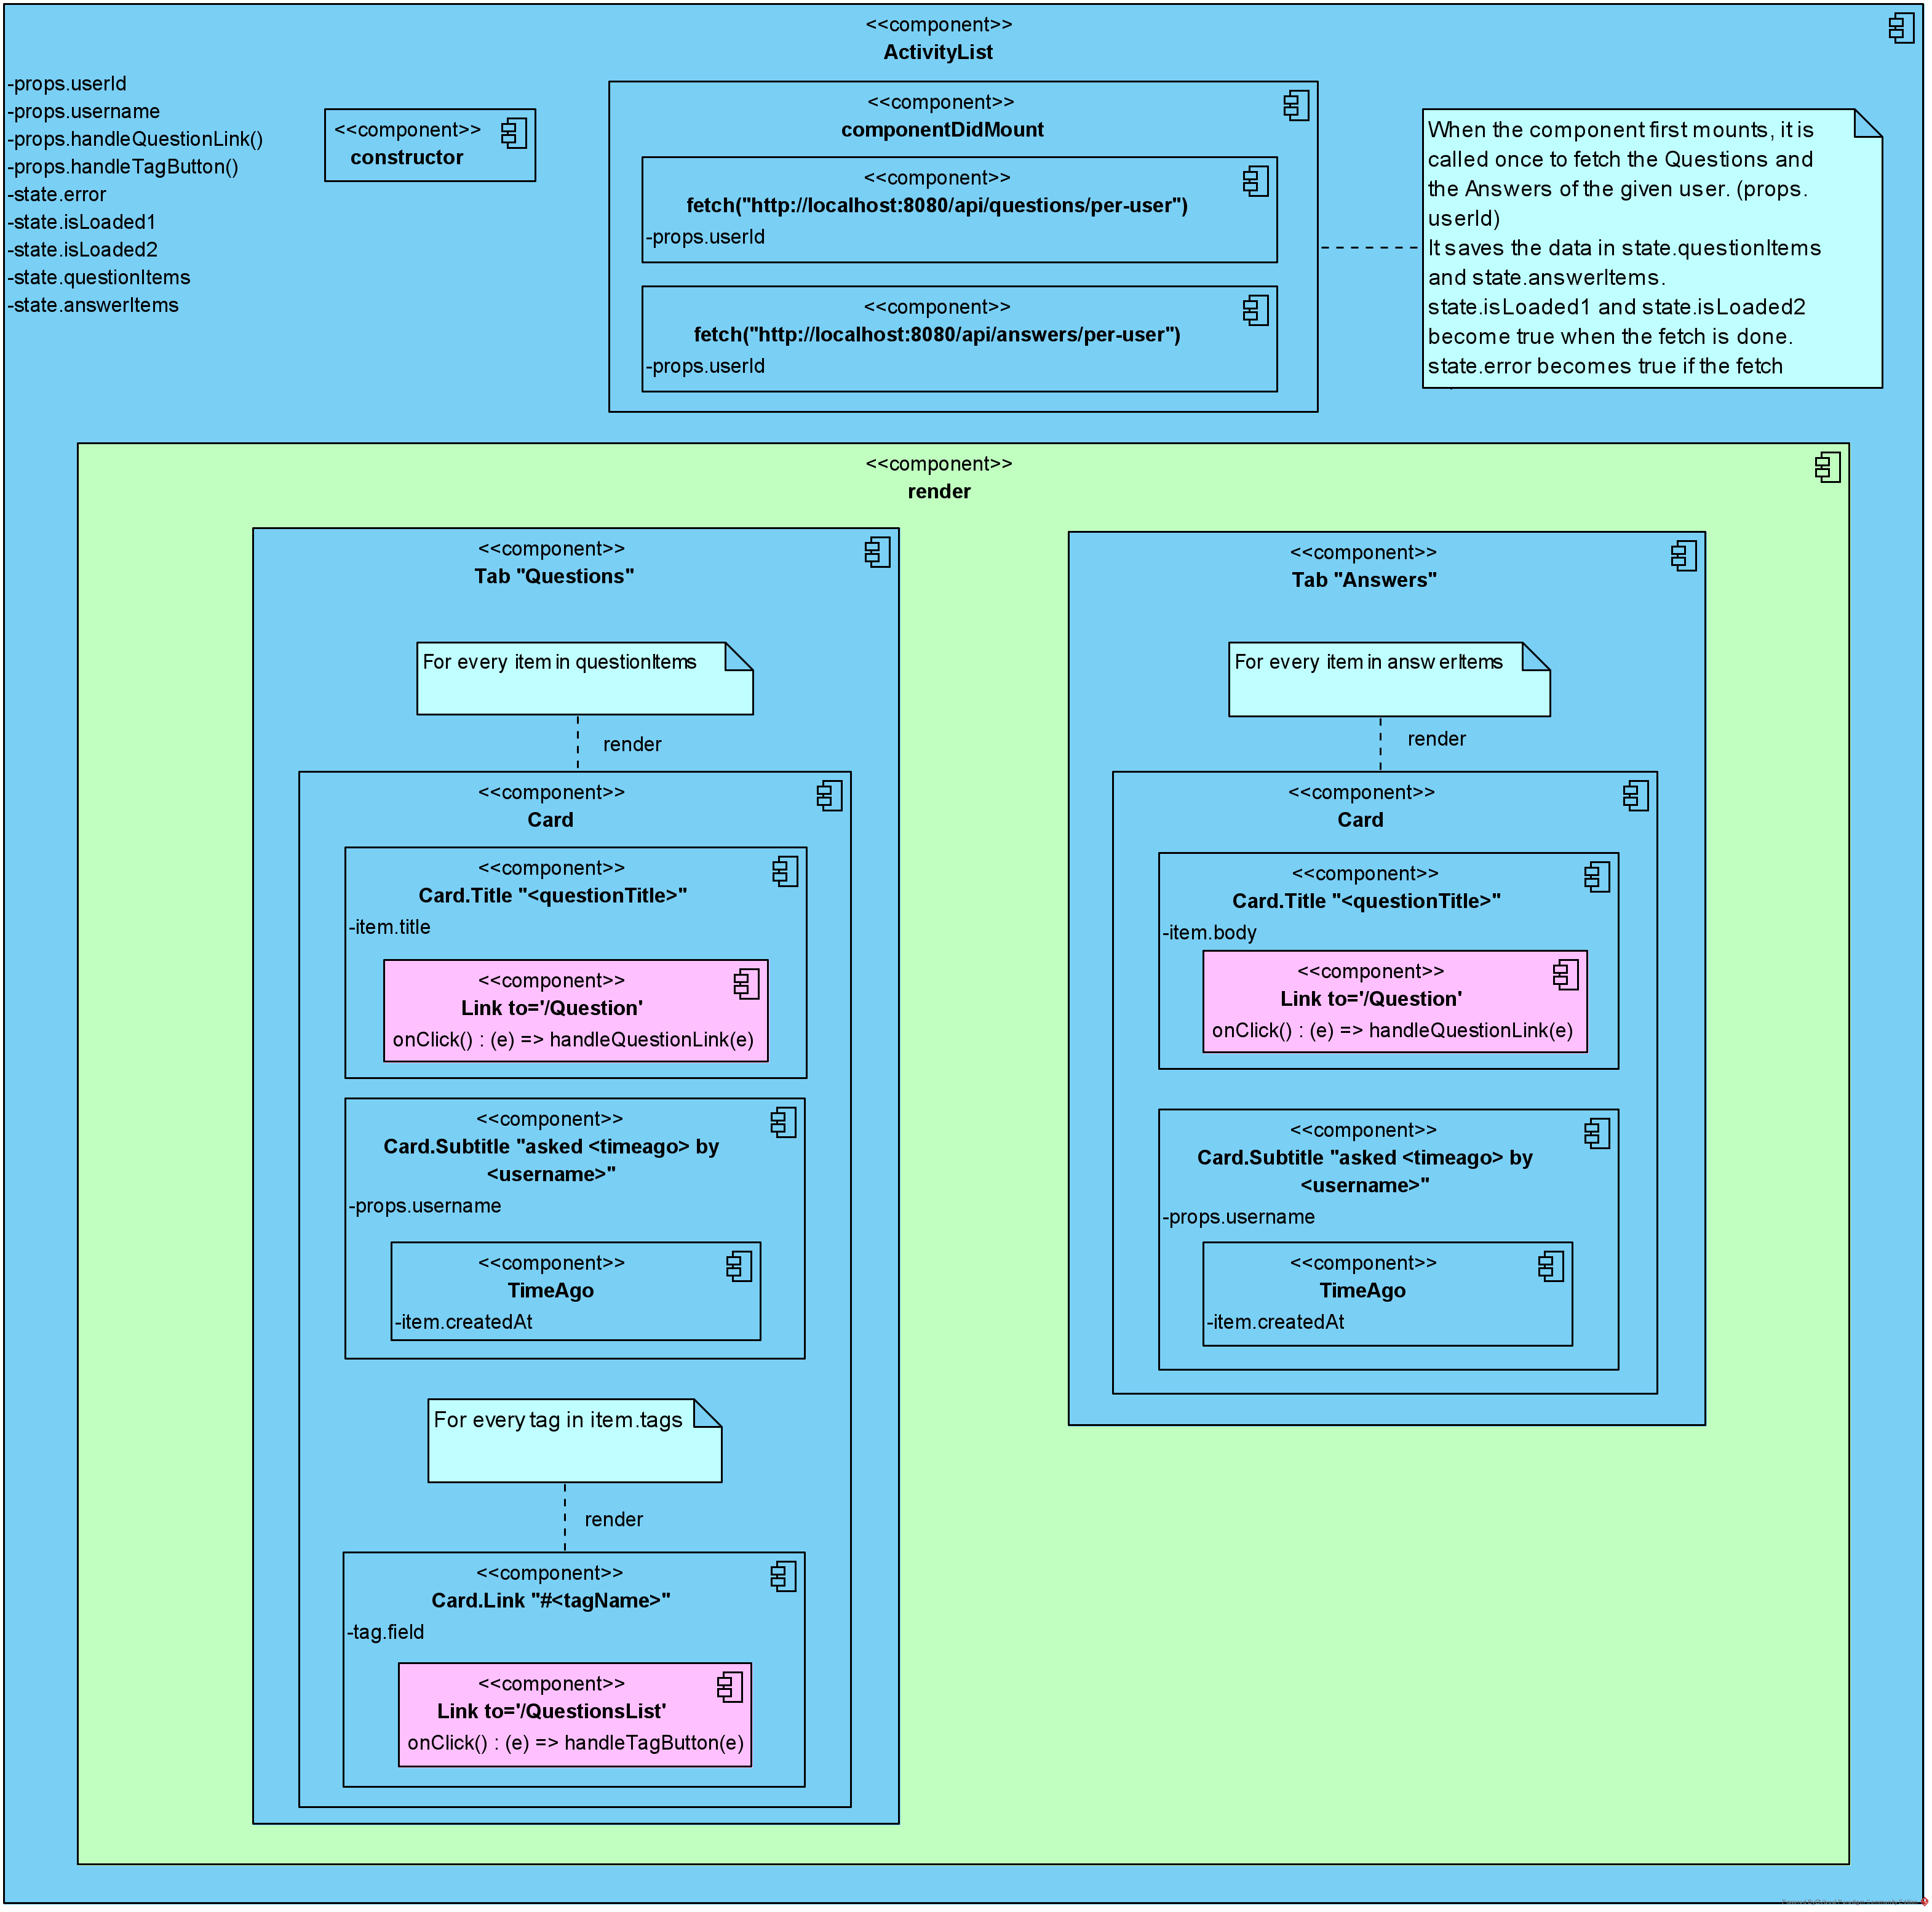 <<component>>
ActivityList
-props.userId
-props.username
-props.handleQuestionLink()
-props.handleTagButton()
-state.error
-state.isLoaded1
-state.isLoaded2
-state.questionItems
-state.answerItems
<<component>>
constructor
<<component>>
componentDidMount
<<component>>
fetch("http://localhost:8080/api/questions/per-user")
-props.userId
<<component>>
fetch("http://localhost:8080/api/answers/per-user")
-props.userId
When the component first mounts, it is
called once to fetch the Questions and
the Answers of the given user. (props.
userId)
It saves the data in state.questionItems
and state.answerItems.
state.isLoaded1 and state.isLoaded2
become true when the fetch is done.
state.error becomes true if the fetch
<<component>>
render
<<component>>
Tab "Questions"
For every item in questionItems
render
<<component>>
Card
<<component>>
Card.Title "<questionTitle>"
-item.title
<<component>>
Link to='/Question'
onClick() : (e) => handleQuestionLink(e)
<<component>>
Card.Subtitle "asked <timeago> by
<username>"
-props.username
<<component>>
TimeAgo
-item.createdAt
For every tag in item.tags
render
<<component>>
Card.Link "#<tagName>"
-tag.field
<<component>>
Link to='/QuestionsList'
onClick() : (e) => handleTagButton(e)
<<component>>
Tab "Answers"
For every item in answerItems
render
<<component>>
Card
<<component>>
Card.Title "<questionTitle>"
-item.body
<<component>>
Link to='/Question'
onClick() : (e) => handleQuestionLink(e)
<<component>>
Card.Subtitle "asked <timeago> by
<username>"
-props.username
<<component>>
TimeAgo
-item.createdAt